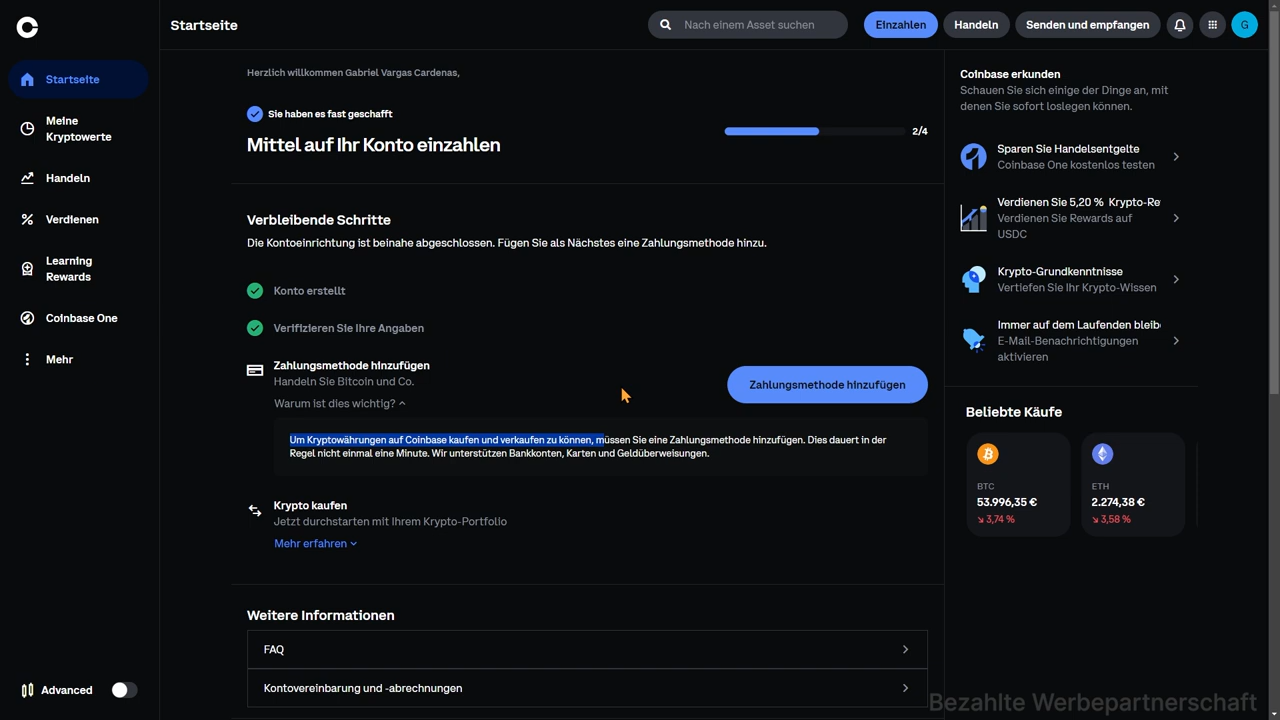 Startseite
Nach einem Asset suchen
Einzahlen
Handeln
Senden und empfangen
G
Startseite
Meine
Kryptowerte
Handeln
Verdienen
Learning
Rewards
Coinbase One
Mehr
Advanced
Herzlich willkommen Gabriel Vargas Cardenas,
Sie haben es fast geschafft
Mittel auf Ihr Konto einzahlen
2/4
Verbleibende Schritte
Die Kontoeinrichtung ist beinahe abgeschlossen. Fügen Sie als Nächstes eine Zahlungsmethode hinzu.
Konto erstellt
Verifizieren Sie Ihre Angaben
Zahlungsmethode hinzufügen
Handeln Sie Bitcoin und Co.
Warum ist dies wichtig?
Zahlungsmethode hinzufügen
Um Kryptowährungen auf Coinbase kaufen und verkaufen zu können, müssen Sie eine Zahlungsmethode hinzufügen. Dies dauert in der
Regel nicht einmal eine Minute. Wir unterstützen Bankkonten, Karten und Geldüberweisungen.
Krypto kaufen
Jetzt durchstarten mit Ihrem Krypto-Portfolio
Mehr erfahren
Weitere Informationen
FAQ
Kontovereinbarung und -abrechnungen
Coinbase erkunden
Schauen Sie sich einige der Dinge an, mit
denen Sie sofort loslegen können.
Sparen Sie Handelsentgelte
Coinbase One kostenlos testen
Verdienen Sie 5,20 % Krypto-Re
Verdienen Sie Rewards auf
USDC
Krypto-Grundkenntnisse
Vertiefen Sie Ihr Krypto-Wissen
Immer auf dem Laufenden bleib
E-Mail-Benachrichtigungen
aktivieren
Beliebte Käufe
BTC
53.996,35 €
↘ 3,74 %
ETH
2.274,38 €
↘ 3,58 %
Bezahlte Werbepartnerschaft